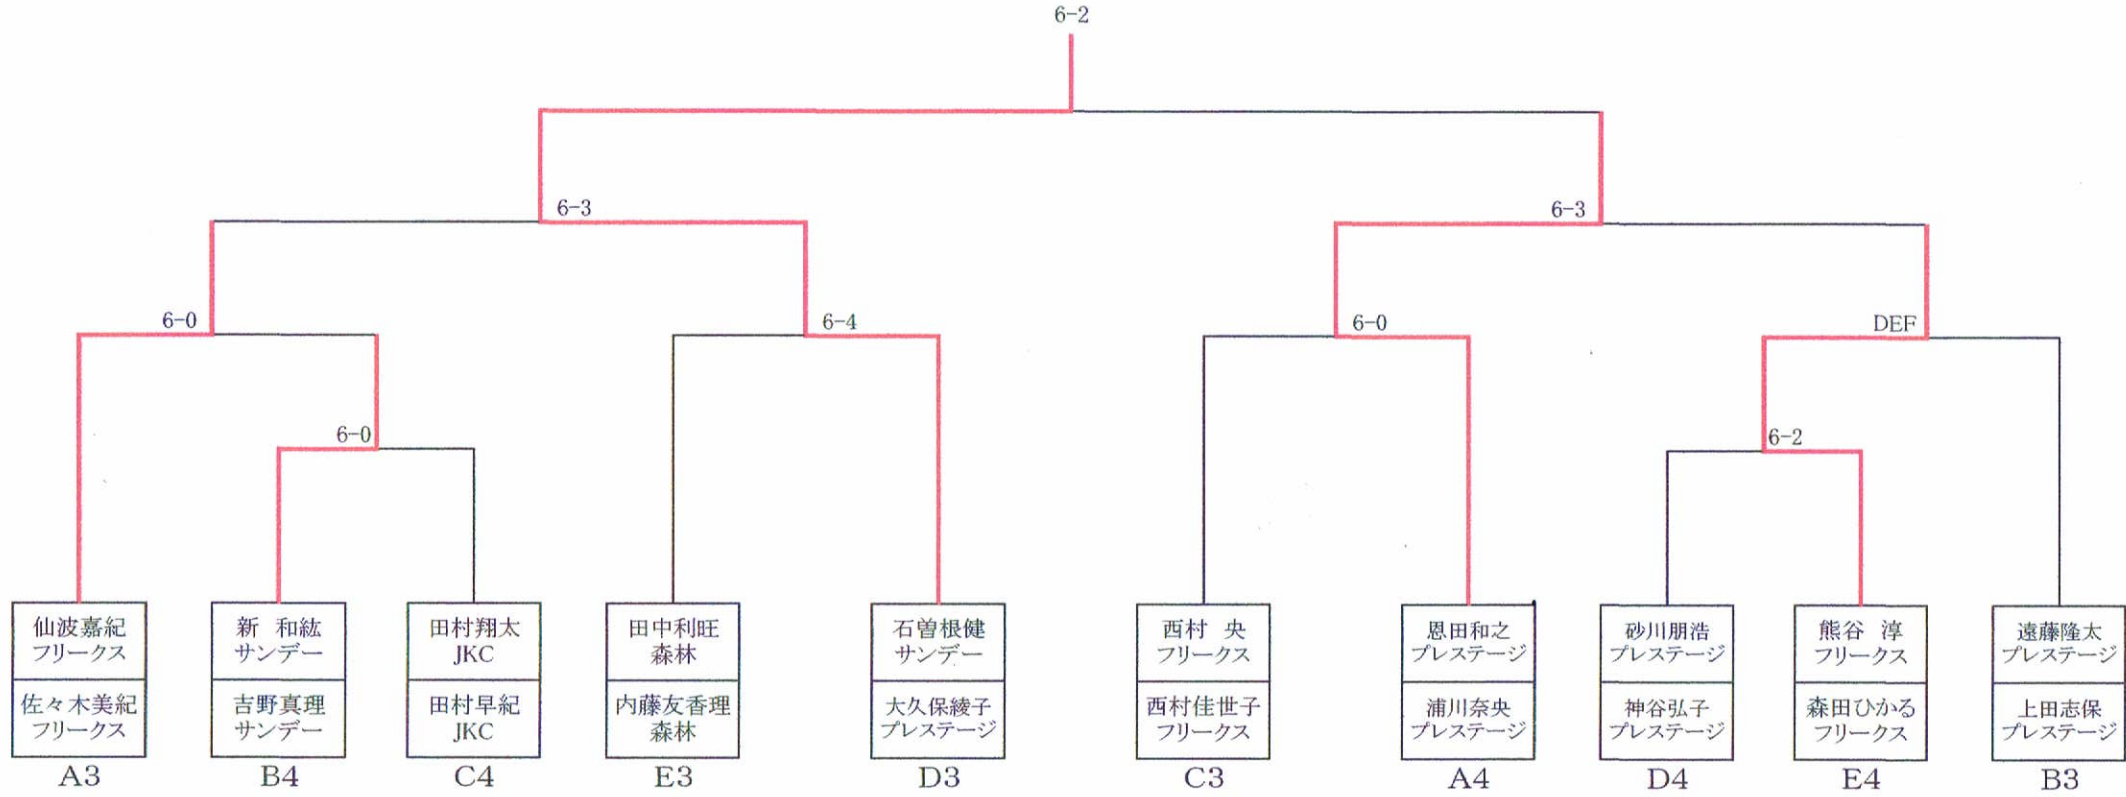 6-2
6-3
6-3
6-0
6-4
6-0
DEF
6-0
6-2
仙波嘉紀
フリークス
佐々木美紀
フリークス
A3
新 和紘
サンデー
吉野真理
サンデー
B4
田村翔太
JKC
田村早紀
JKC
C4
田中利旺
森林
内藤友香理
森林
E3
石曽根健
サンデー
大久保綾子
プレステージ
D3
西村 央
フリークス
西村佳世子
フリークス
C3
恩田和之
プレステージ
浦川奈央
プレステージ
A4
砂川朋浩
プレステージ
神谷弘子
プレステージ
D4
熊谷 淳
フリークス
森田ひかる
フリークス
E4
遠藤隆太
プレステージ
上田志保
プレステージ
B3